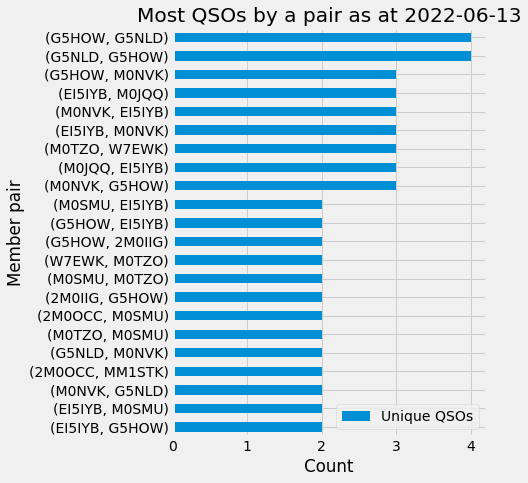 Most QSOs by a pair as at 2022-06-13
Member pair
(G5HOW, G5NLD)
(G5NLD, G5HOW)
(G5HOW, M0NVK)
(EI5IYB, M0JQQ)
(M0NVK, EI5IYB)
(EI5IYB, M0NVK)
(M0TZO, W7EWK)
(M0JQQ, EI5IYB)
(M0NVK, G5HOW)
(M0SMU, EI5IYB)
(G5HOW, EI5IYB)
(G5HOW, 2M0IIG)
(W7EWK, M0TZO)
(M0SMU, M0TZO)
(2M0IIG, G5HOW)
(2M0OCC, M0SMU)
(M0TZO, M0SMU)
(G5NLD, M0NVK)
(2M0OCC, MM1STK)
(M0NVK, G5NLD)
(EI5IYB, M0SMU)
(EI5IYB, G5HOW)
Unique QSOs
0 1 2 3 4
Count